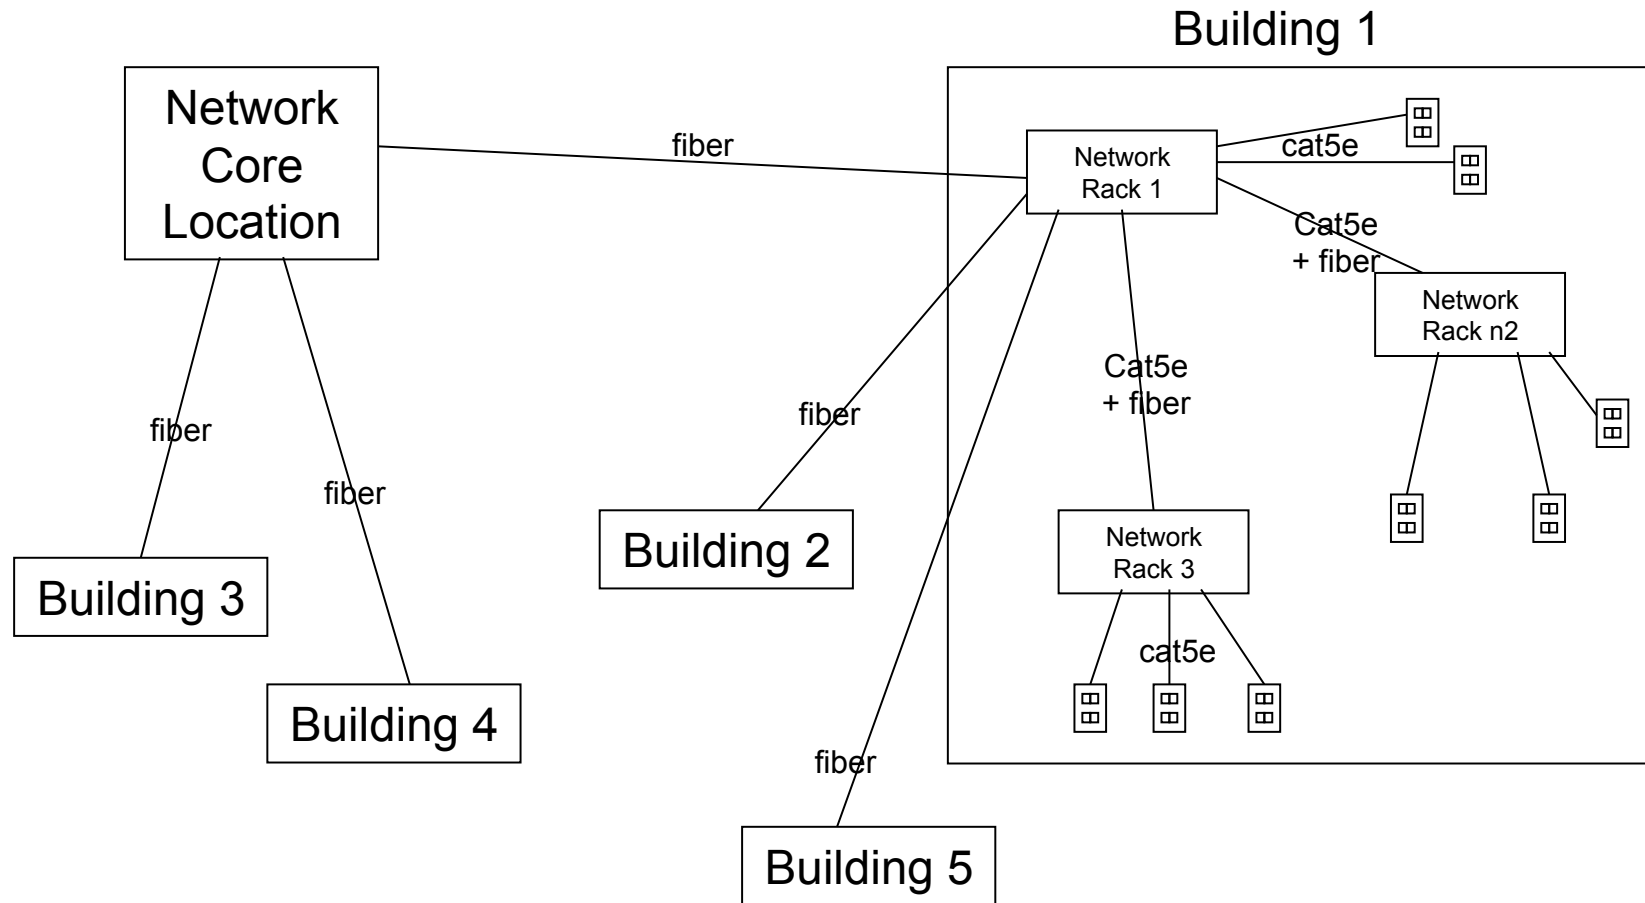 Building 1
Network
Core
Location
fiber
Network
Rack 1
cat5e
Cat5e
+ fiber
Network
Rack n2
Cat5e
+ fiber
fiber
fiber
fiber
Network
Rack 3
Building 2
Building 3
cat5e
Building 4
fiber
Building 5